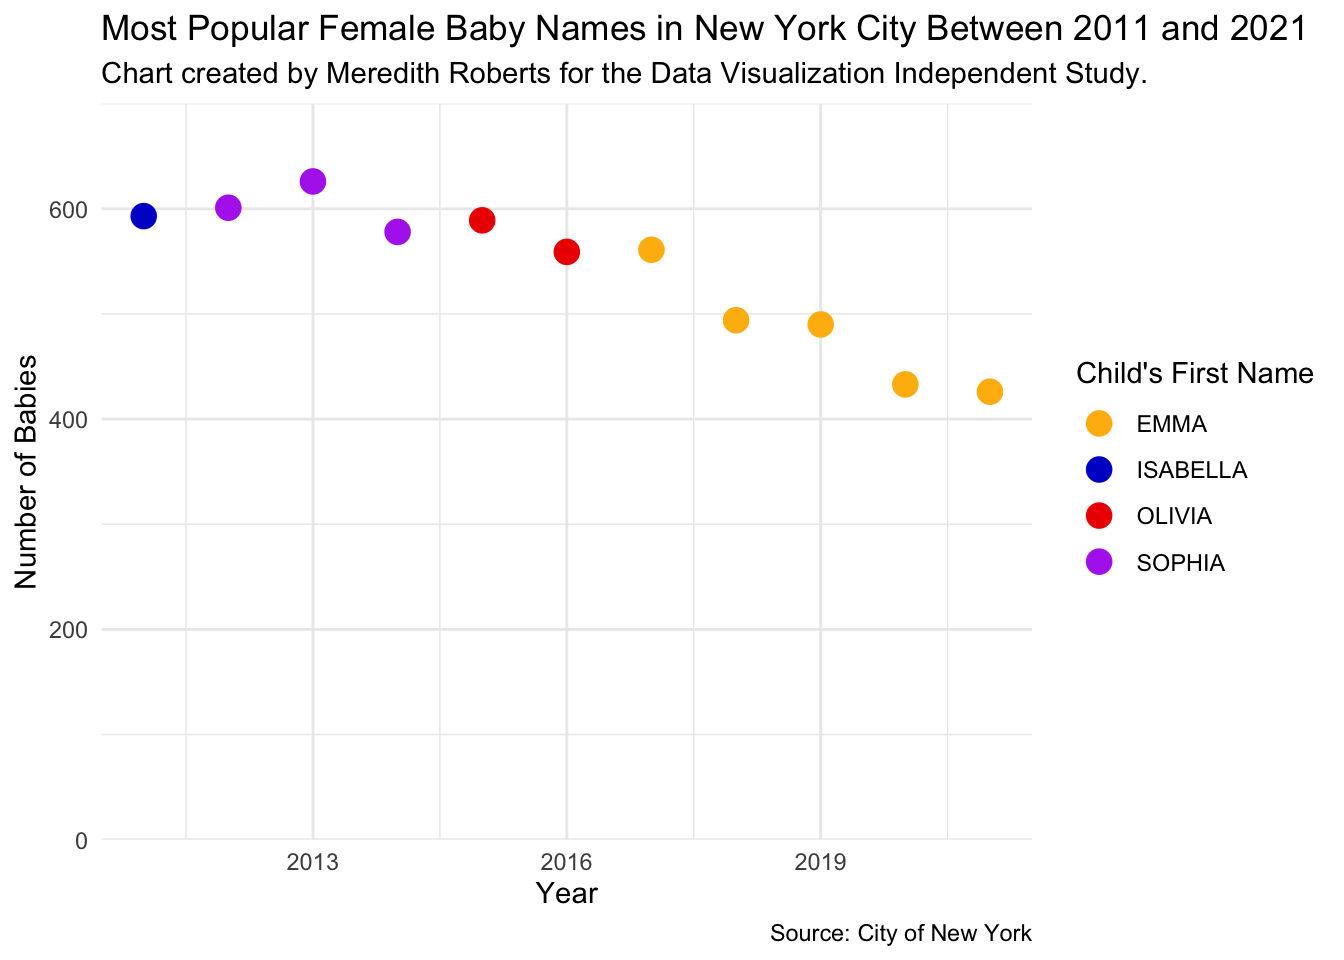 Most Popular Female Baby Names in New York City Between 2011 and 2021
Chart created by Meredith Roberts for the Data Visualization Independent Study.
600
400
200
0
Number of Babies
2013
2016
2019
Year
Child's First Name
EMMA
ISABELLA
OLIVIA
SOPHIA
Source: City of New York